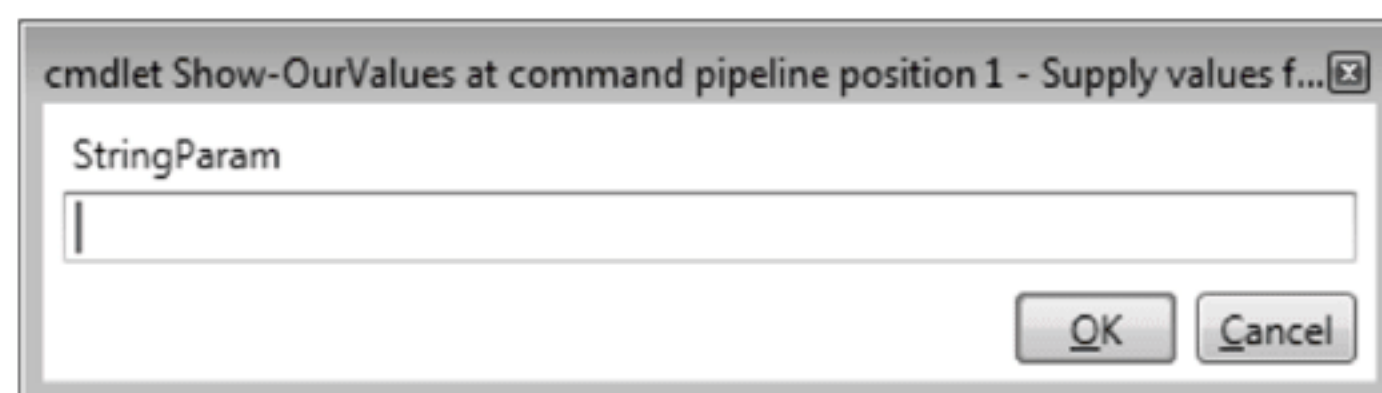 cmdlet Show-OurValues at command pipeline position 1 - Supply values f...
StringParam
OK Cancel